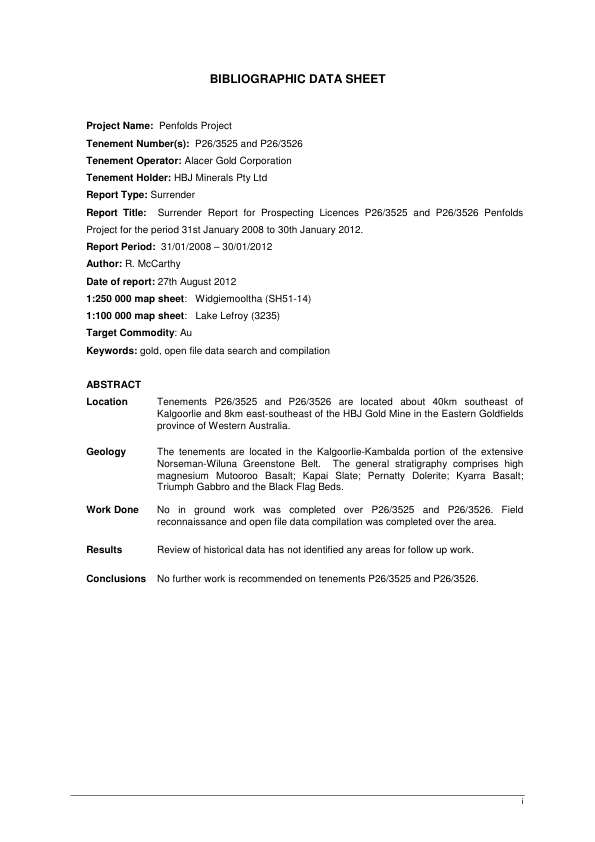 BIBLIOGRAPHIC DATA SHEET
Project Name: Penfolds Project
Tenement Number(s): P26/3525 and P26/3526
Tenement Operator: Alacer Gold Corporation
Tenement Holder: HBJ Minerals Pty Ltd
Report Type: Surrender
Report Title: Surrender Report for Prospecting Licences P26/3525 and P26/3526 Penfolds
Project for the period 31st January 2008 to 30th January 2012.
Report Period: 31/01/2008 – 30/01/2012
Author: R. McCarthy
Date of report: 27th August 2012
1:250 000 map sheet: Widgiemooltha (SH51-14)
1:100 000 map sheet: Lake Lefroy (3235)
Target Commodity: Au
Keywords: gold, open file data search and compilation
ABSTRACT
Location Tenements P26/3525 and P26/3526 are located about 40km southeast of
Kalgoorlie and 8km east-southeast of the HBJ Gold Mine in the Eastern Goldfields
province of Western Australia.
Geology The tenements are located in the Kalgoorlie-Kambalda portion of the extensive
Norseman-Wiluna Greenstone Belt. The general stratigraphy comprises high
magnesium Mutooroo Basalt; Kapai Slate; Pernatty Dolerite; Kyarra Basalt;
Triumph Gabbro and the Black Flag Beds.
Work Done No in ground work was completed over P26/3525 and P26/3526. Field
reconnaissance and open file data compilation was completed over the area.
Results Review of historical data has not identified any areas for follow up work.
Conclusions No further work is recommended on tenements P26/3525 and P26/3526.
i